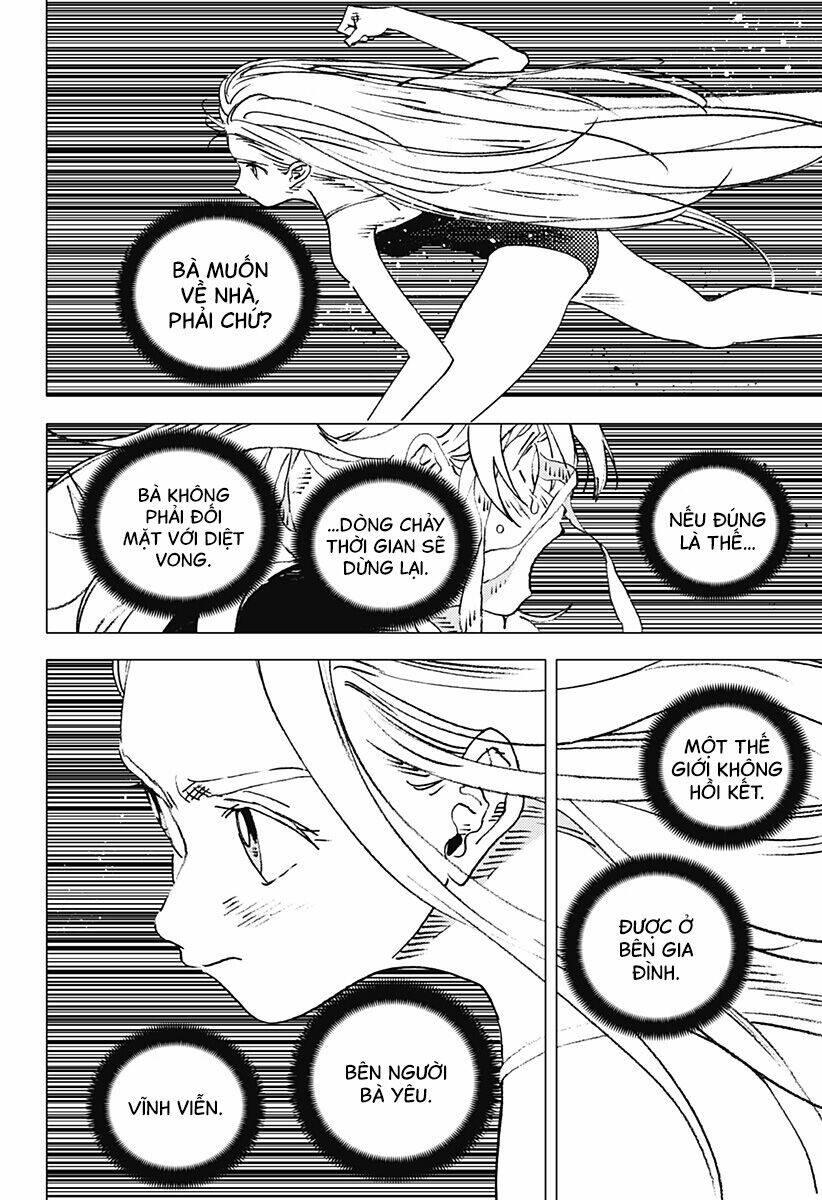 BÀ MUỐN
VỀ NHÀ,
PHẢI CHỨ?
NẾU ĐÚNG
LÀ THẾ...
...DÒNG CHẢY
THỜI GIAN SẼ
DỪNG LẠI.
BÀ KHÔNG
PHẢI ĐỐI
MẶT VỚI DIỆT
VONG.
MỘT THẾ
GIỚI KHÔNG
HỒI KẾT.
ĐƯỢC Ở
BÊN GIA
ĐÌNH.
BÊN NGƯỜI
BÀ YÊU.
VĨNH VIỄN.